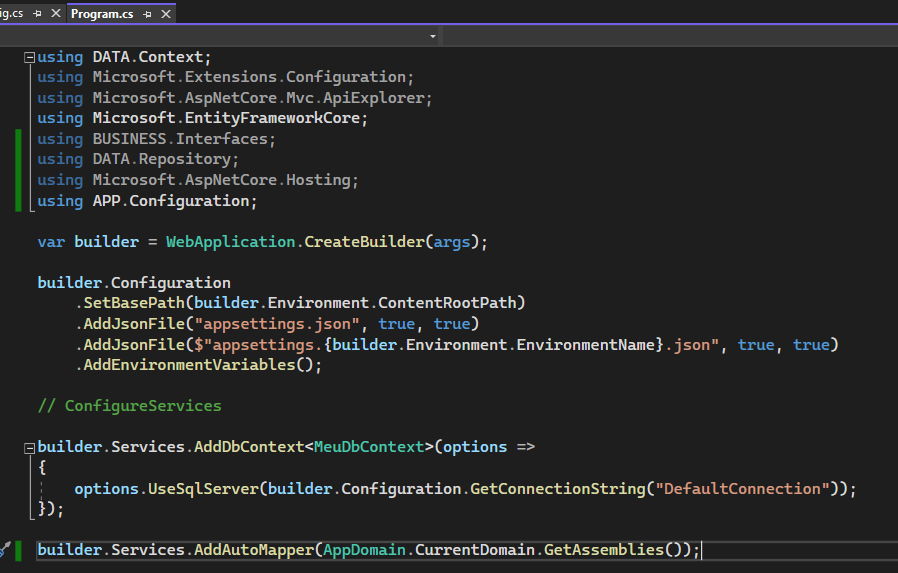 ig.cs
Program.cs
using DATA.Context;
using Microsoft.Extensions.Configuration;
using Microsoft.AspNetCore.Mvc.ApiExplorer;
using Microsoft.EntityFrameworkCore;
using BUSINESS.Interfaces;
using DATA.Repository;
using Microsoft.AspNetCore.Hosting;
using APP.Configuration;
var builder = WebApplication.CreateBuilder(args);
builder.Configuration
    .SetBasePath(builder.Environment.ContentRootPath)
    .AddJsonFile("appsettings.json", true, true)
    .AddJsonFile($"appsettings.{builder.Environment.EnvironmentName}.json", true, true)
    .AddEnvironmentVariables();
// ConfigureServices
builder.Services.AddDbContext<MeuDbContext>(options =>
{
    options.UseSqlServer(builder.Configuration.GetConnectionString("DefaultConnection"));
});
builder.Services.AddAutoMapper(AppDomain.CurrentDomain.GetAssemblies());